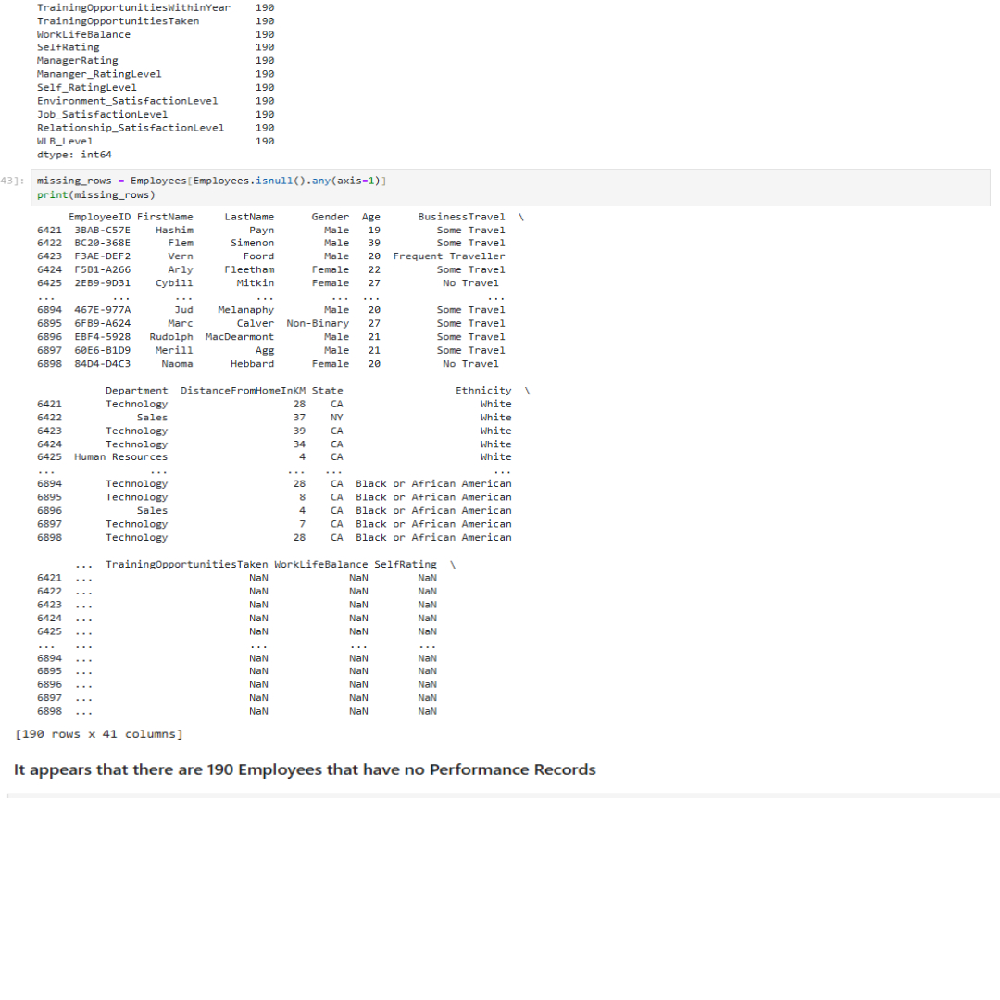 TrainingOpportunitiesWithinYear    190
TrainingOpportunitiesTaken         190
WorkLifeBalance                    190
SelfRating                         190
ManagerRating                      190
Mananger_RatingLevel               190
Self_RatingLevel                   190
Environment_SatisfactionLevel      190
Job_SatisfactionLevel              190
Relationship_SatisfactionLevel     190
WLB_Level                          190
dtype: int64
43]: missing_rows = Employees[Employees.isnull().any(axis=1)]
print(missing_rows)
EmployeeID FirstName LastName Gender Age BusinessTravel \
6421 3BAB-C57E Hashim Payn Male 19 Some Travel
6422 BC20-368E Flem Simenon Male 39 Some Travel
6423 F3AE-DEF2 Vern Foord Male 20 Frequent Traveller
6424 F5B1-A266 Arly Fleetham Female 22 Some Travel
6425 2EB9-9D31 Cybill Mitkin Female 27 No Travel
... ... ... ... ... ... ...
6894 467E-977A Jud Melanaphy Male 20 Some Travel
6895 6FB9-A624 Marc Calver Non-Binary 27 Some Travel
6896 EBF4-5928 Rudolph MacDearmont Male 21 Some Travel
6897 60E6-B1D9 Merill Agg Male 21 Some Travel
6898 84D4-D4C3 Naoma Hebbard Female 20 No Travel
Department DistanceFromHomeInKM State Ethnicity \
6421 Technology 28 CA White
6422 Sales 37 NY White
6423 Technology 39 CA White
6424 Technology 34 CA White
6425 Human Resources 4 CA White
... ... ... ... ...
6894 Technology 28 CA Black or African American
6895 Technology 8 CA Black or African American
6896 Sales 4 CA Black or African American
6897 Technology 7 CA Black or African American
6898 Technology 28 CA Black or African American
... TrainingOpportunitiesTaken WorkLifeBalance SelfRating \
6421 ... NaN NaN NaN
6422 ... NaN NaN NaN
6423 ... NaN NaN NaN
6424 ... NaN NaN NaN
6425 ... NaN NaN NaN
... ... ... ... ...
6894 ... NaN NaN NaN
6895 ... NaN NaN NaN
6896 ... NaN NaN NaN
6897 ... NaN NaN NaN
6898 ... NaN NaN NaN
[190 rows x 41 columns]
It appears that there are 190 Employees that have no Performance Records